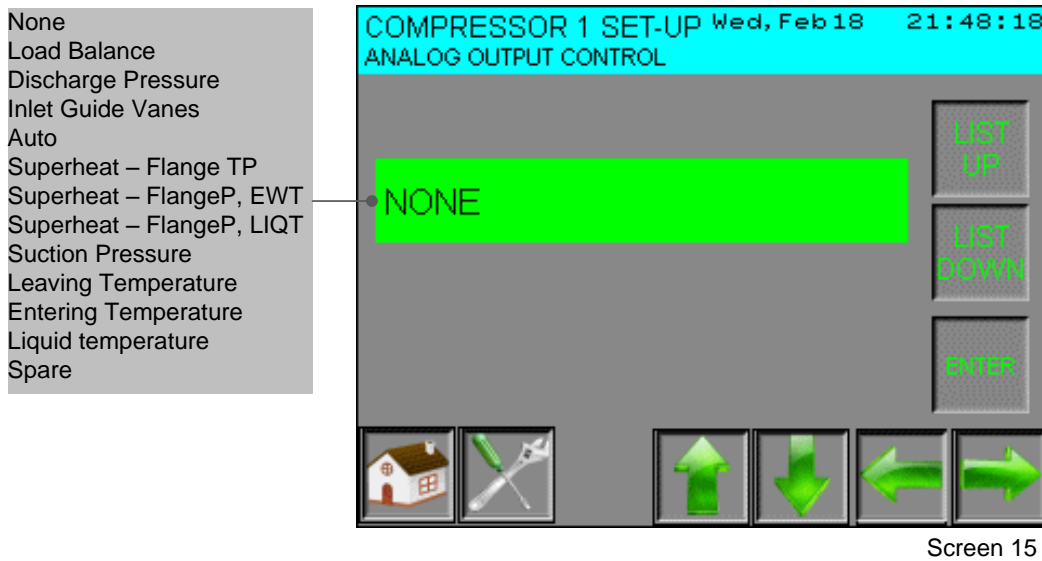 None
Load Balance
Discharge Pressure
Inlet Guide Vanes
Auto
Superheat – Flange TP
Superheat – FlangeP, EWT
Superheat – FlangeP, LIQT
Suction Pressure
Leaving Temperature
Entering Temperature
Liquid temperature
Spare
COMPRESSOR 1 SET-UP Wed, Feb 18 21:48:18
ANALOG OUTPUT CONTROL
LIST
UP
NONE
LIST
DOWN
ENTER
Screen 15